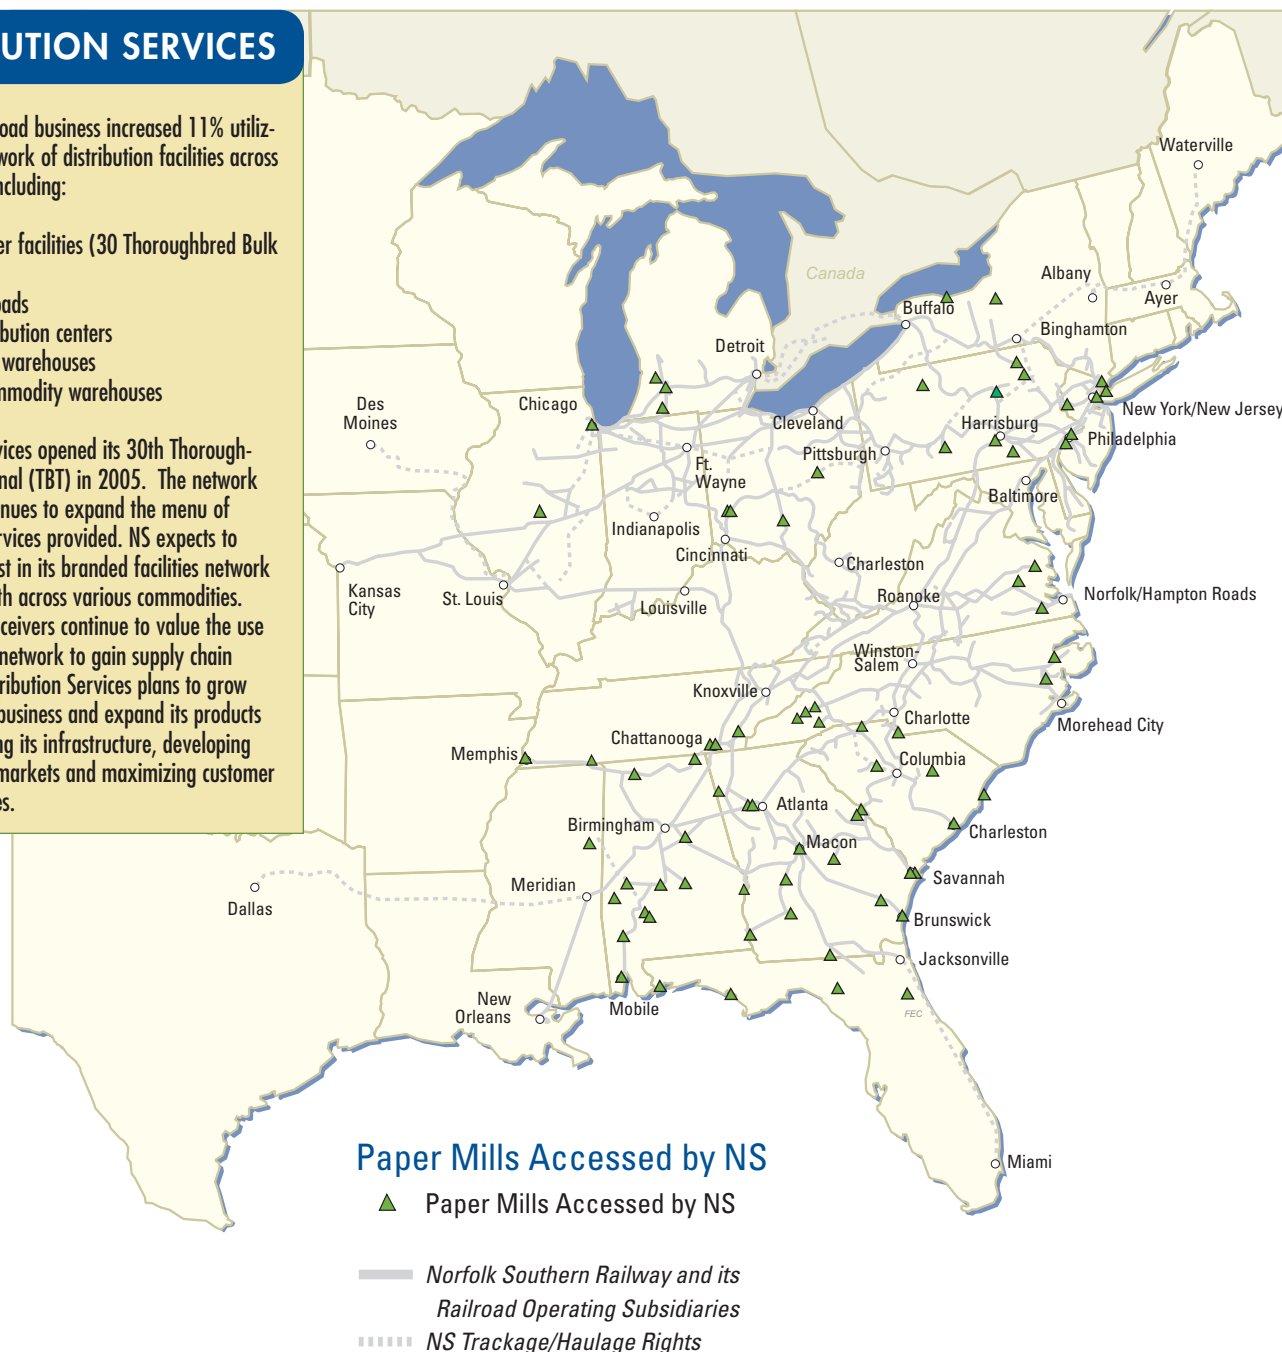 UTION SERVICES
oad business increased 11% utiliz-
work of distribution facilities across
ncluding:
er facilities (30 Thoroughbred Bulk
oads
bution centers
warehouses
mmodity warehouses
vices opened its 30th Thorough-
nal (TBT) in 2005. The network
nues to expand the menu of
rvices provided. NS expects to
st in its branded facilities network
th across various commodities.
ceivers continue to value the use
network to gain supply chain
tribution Services plans to grow
business and expand its products
ng its infrastructure, developing
markets and maximizing customer
es.
Waterville
Canada
Albany
Ayer
Buffalo
Binghamton
Detroit
Des
Moines
Chicago
Cleveland
Harrisburg
New York/New Jersey
Philadelphia
Pittsburgh
Ft.
Wayne
Baltimore
Indianapolis
Cincinnati
Charleston
Kansas
City
St. Louis
Louisville
Roanoke
Norfolk/Hampton Roads
Winston-
Salem
Knoxville
Charlotte
Morehead City
Chattanooga
Memphis
Columbia
Atlanta
Birmingham
Charleston
Macon
Meridian
Savannah
Dallas
Brunswick
Jacksonville
New
Orleans
Mobile
FEC
Miami
Paper Mills Accessed by NS
Paper Mills Accessed by NS
Norfolk Southern Railway and its
Railroad Operating Subsidiaries
NS Trackage/Haulage Rights